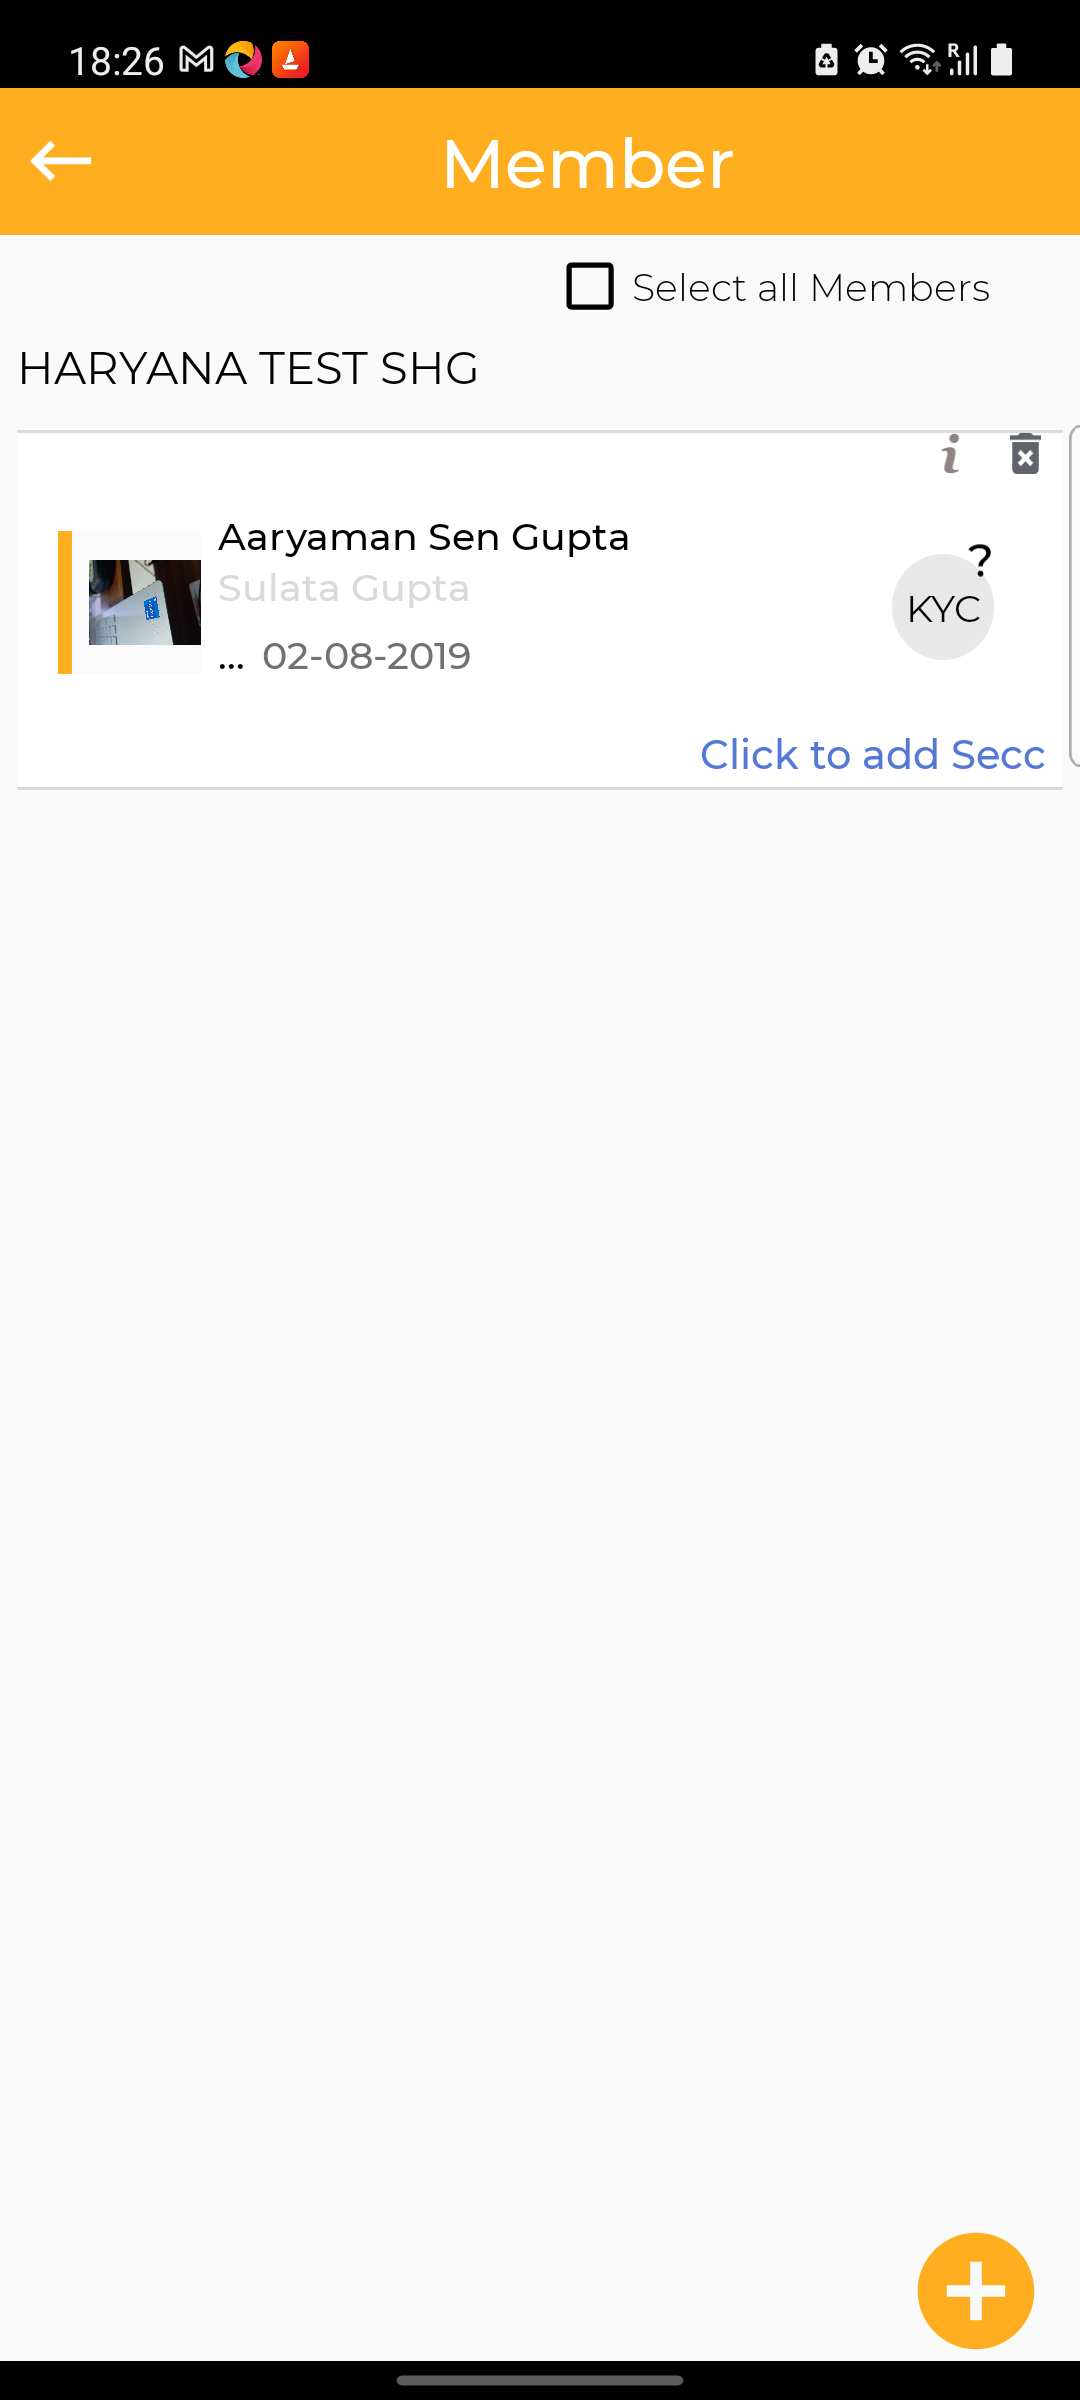 18:26
Member
Select all Members
HARYANA TEST SHG
Aaryaman Sen Gupta
Sulata Gupta
... 02-08-2019
?
KYC
Click to add Secc